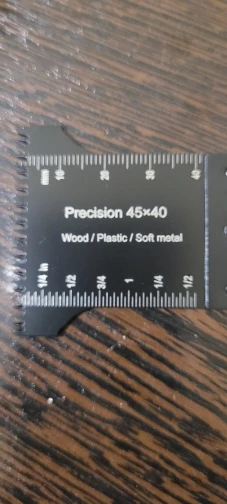 mm 10 20 30 40
Precision 45×40
Wood / Plastic / Soft metal
1/4 in 1/2 3/4 1 1/4 1/2